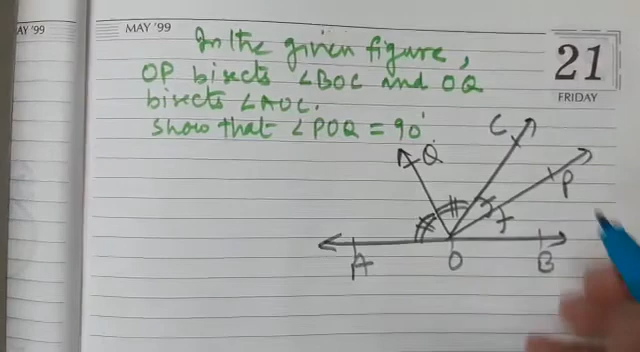 AY '99
MAY '99
21
FRIDAY
In the given figure,
OP bisects ∠BOC and OQ
bisects ∠AOC.
Show that ∠POQ = 90°
C
Q
P
A
O
B